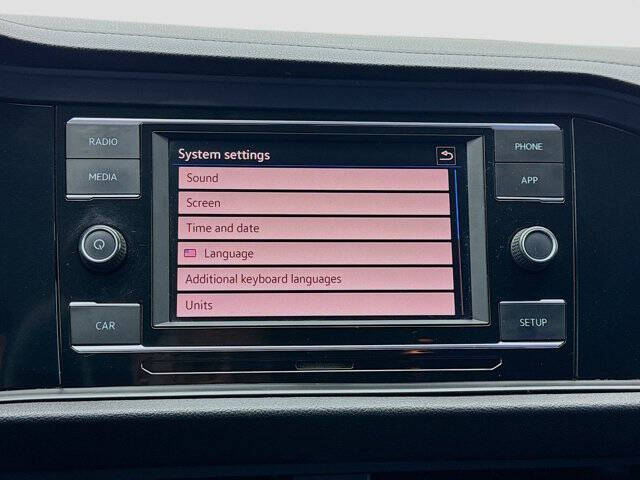 RADIO
MEDIA
CAR
System settings
Sound
Screen
Time and date
Language
Additional keyboard languages
Units
PHONE
APP
SETUP